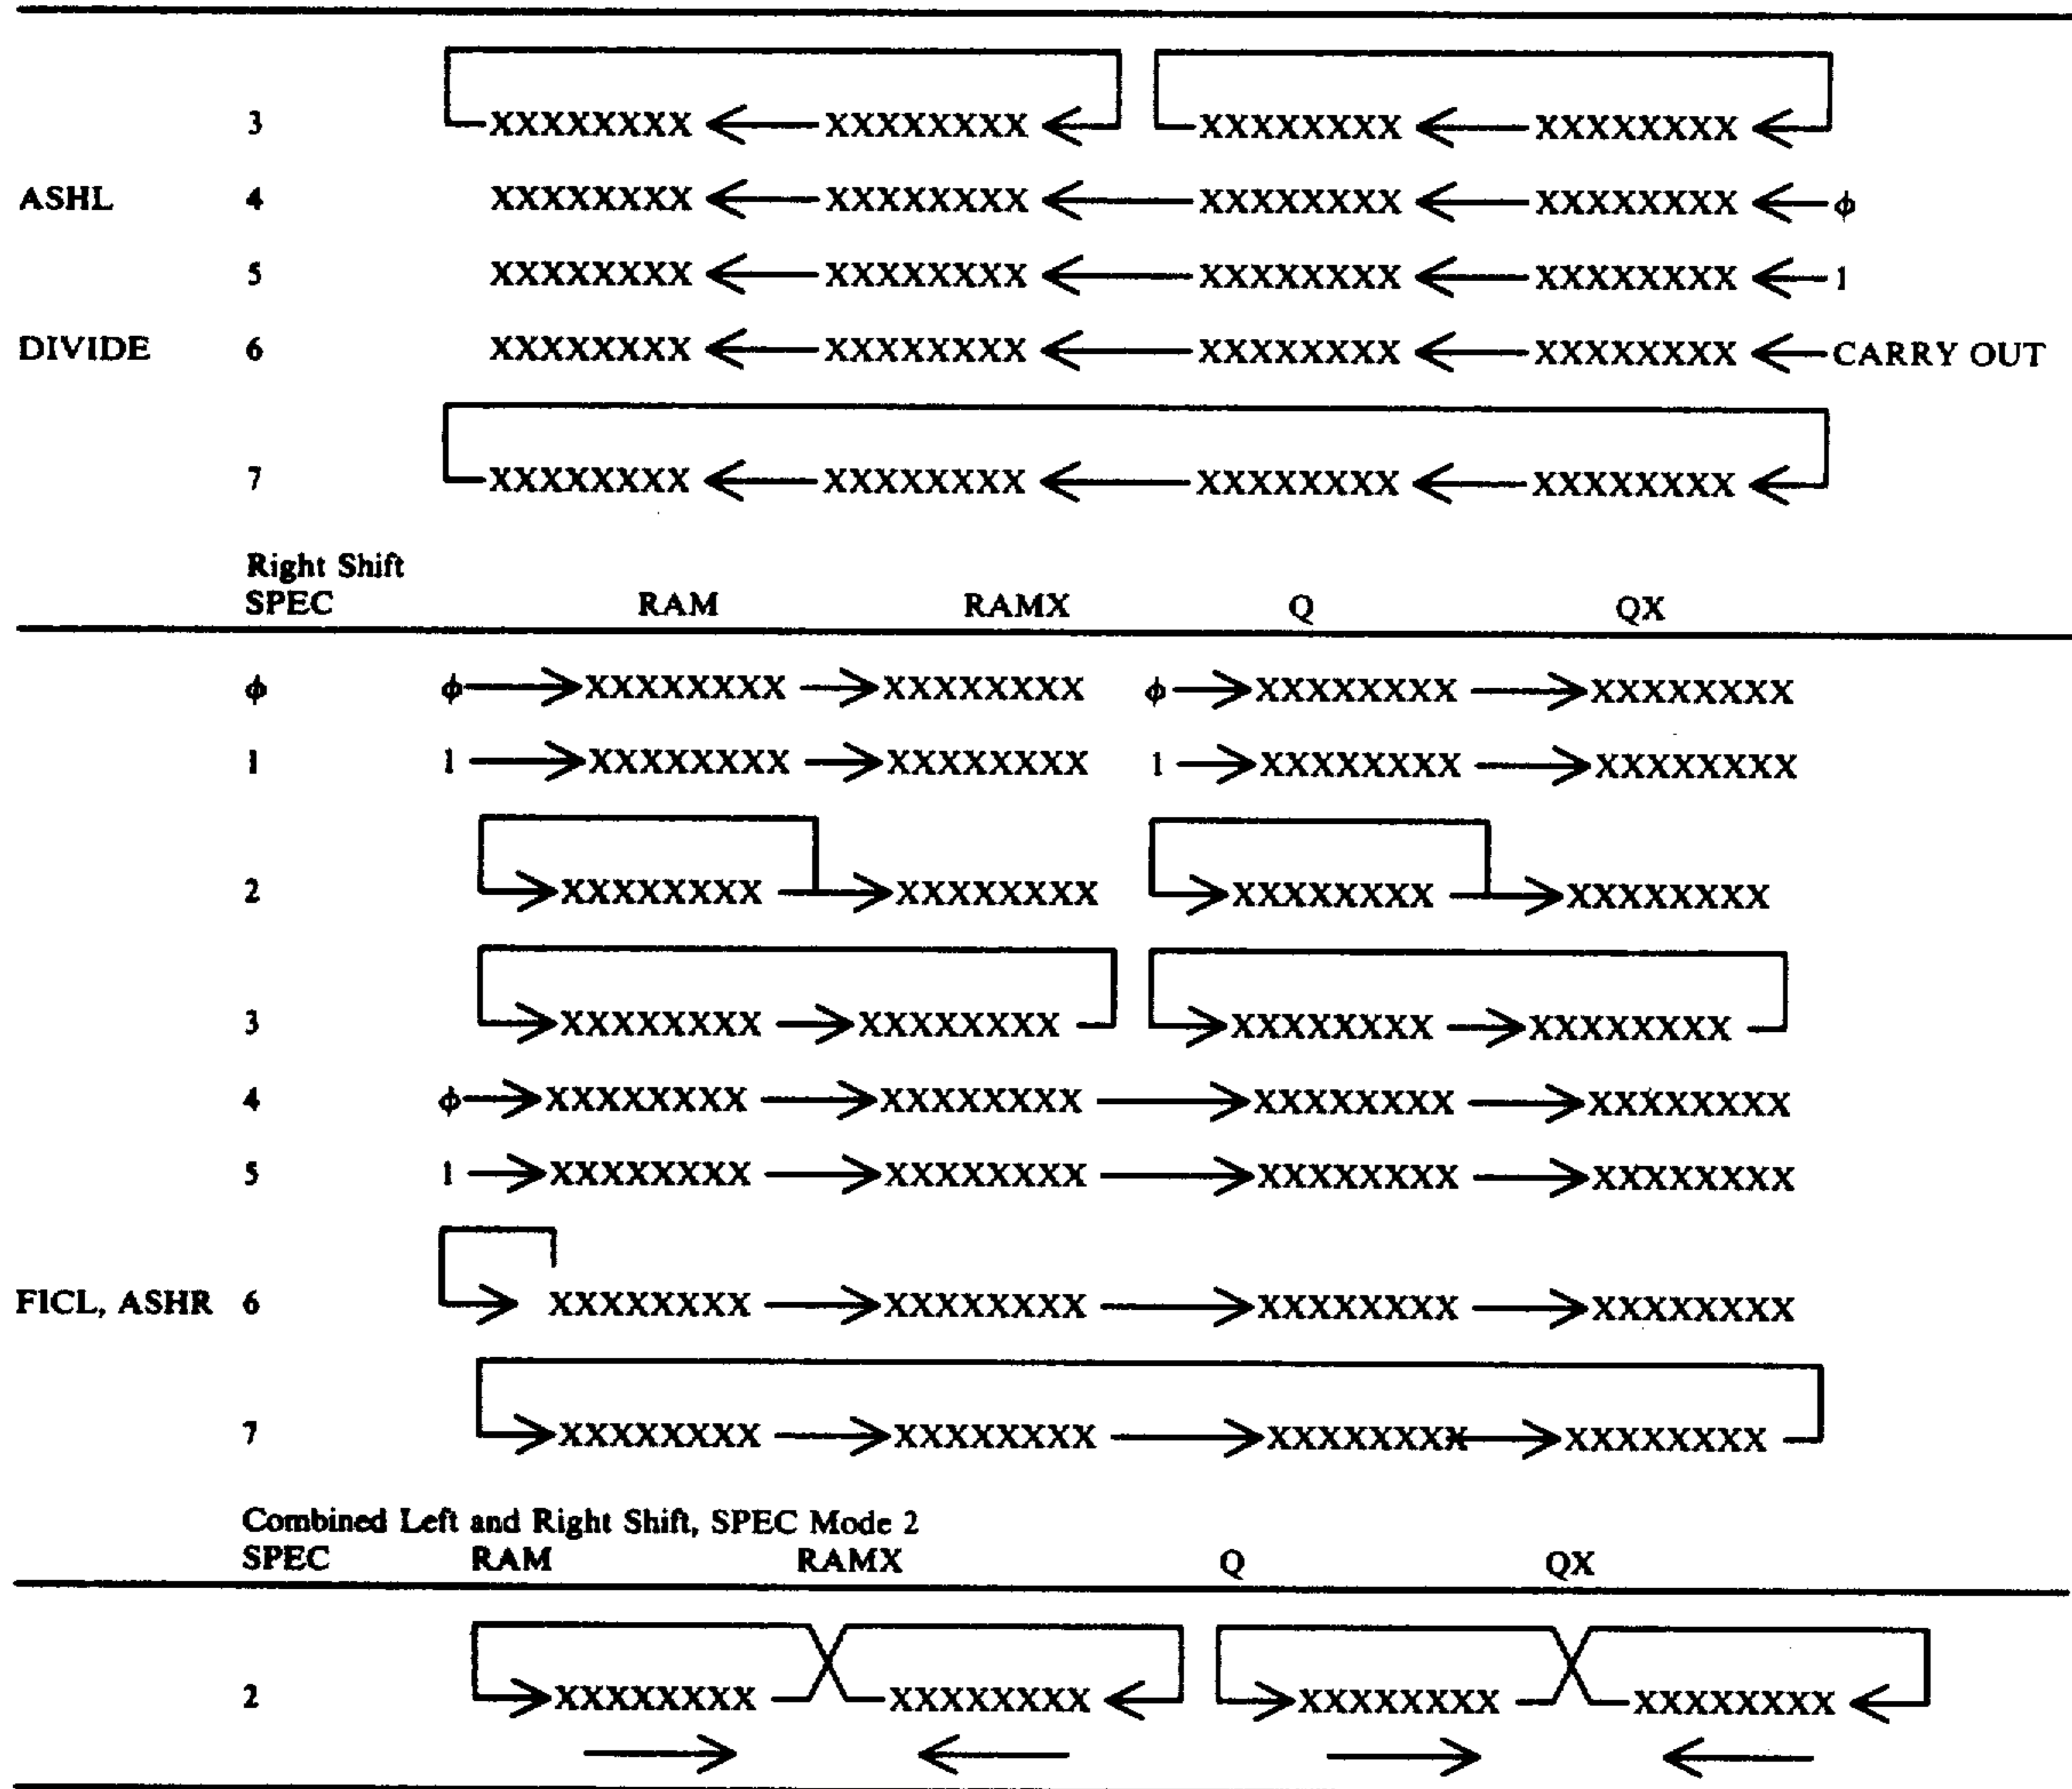 3 XXXXXXXX XXXXXXXX XXXXXXXX XXXXXXXX
ASHL 4 XXXXXXXX XXXXXXXX XXXXXXXX XXXXXXXX ϕ
5 XXXXXXXX XXXXXXXX XXXXXXXX XXXXXXXX 1
DIVIDE 6 XXXXXXXX XXXXXXXX XXXXXXXX XXXXXXXX CARRY OUT
7 XXXXXXXX XXXXXXXX XXXXXXXX XXXXXXXX
Right Shift
SPEC RAM RAMX Q QX
ϕ ϕ XXXXXXXX XXXXXXXX ϕ XXXXXXXX XXXXXXXX
1 1 XXXXXXXX XXXXXXXX 1 XXXXXXXX XXXXXXXX
2 XXXXXXXX XXXXXXXX XXXXXXXX XXXXXXXX
3 XXXXXXXX XXXXXXXX XXXXXXXX XXXXXXXX
4 ϕ XXXXXXXX XXXXXXXX XXXXXXXX XXXXXXXX
5 1 XXXXXXXX XXXXXXXX XXXXXXXX XXXXXXXX
FICL, ASHR 6 XXXXXXXX XXXXXXXX XXXXXXXX XXXXXXXX
7 XXXXXXXX XXXXXXXX XXXXXXXX XXXXXXXX
Combined Left and Right Shift, SPEC Mode 2
SPEC RAM RAMX Q QX
2 XXXXXXXX XXXXXXXX XXXXXXXX XXXXXXXX